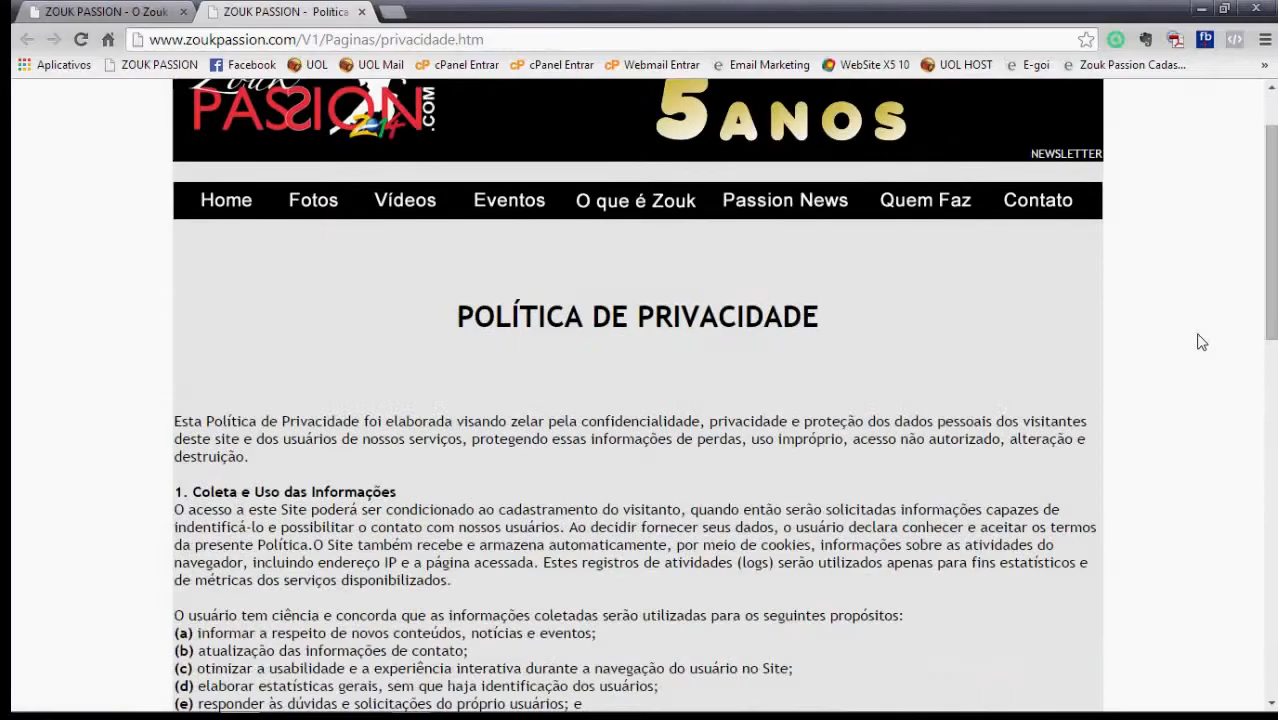 ZOUK PASSION - O Zouk
ZOUK PASSION - Política
www.zoukpassion.com/V1/Paginas/privacidade.htm
Aplicativos ZOUK PASSION Facebook UOL UOL Mail cPanel Entrar cPanel Entrar Webmail Entrar Email Marketing WebSite X5 10 UOL HOST E-goi Zouk Passion Cadas... »
Zouk
PASSION .COM
2014
5 ANOS
NEWSLETTER
Home Fotos Vídeos Eventos O que é Zouk Passion News Quem Faz Contato
POLÍTICA DE PRIVACIDADE
Esta Política de Privacidade foi elaborada visando zelar pela confidencialidade, privacidade e proteção dos dados pessoais dos visitantes
deste site e dos usuários de nossos serviços, protegendo essas informações de perdas, uso impróprio, acesso não autorizado, alteração e
destruição.
1. Coleta e Uso das Informações
O acesso a este Site poderá ser condicionado ao cadastramento do visitante, quando então serão solicitadas informações capazes de
indentificá-lo e possibilitar o contato com nossos usuários. Ao decidir fornecer seus dados, o usuário declara conhecer e aceitar os termos
da presente Política.O Site também recebe e armazena automaticamente, por meio de cookies, informações sobre as atividades do
navegador, incluindo endereço IP e a página acessada. Estes registros de atividades (logs) serão utilizados apenas para fins estatísticos e
de métricas dos serviços disponibilizados.
O usuário tem ciência e concorda que as informações coletadas serão utilizadas para os seguintes propósitos:
(a) informar a respeito de novos conteúdos, notícias e eventos;
(b) atualização das informações de contato;
(c) otimizar a usabilidade e a experiência interativa durante a navegação do usuário no Site;
(d) elaborar estatísticas gerais, sem que haja identificação dos usuários;
(e) responder às dúvidas e solicitações do próprio usuários; e